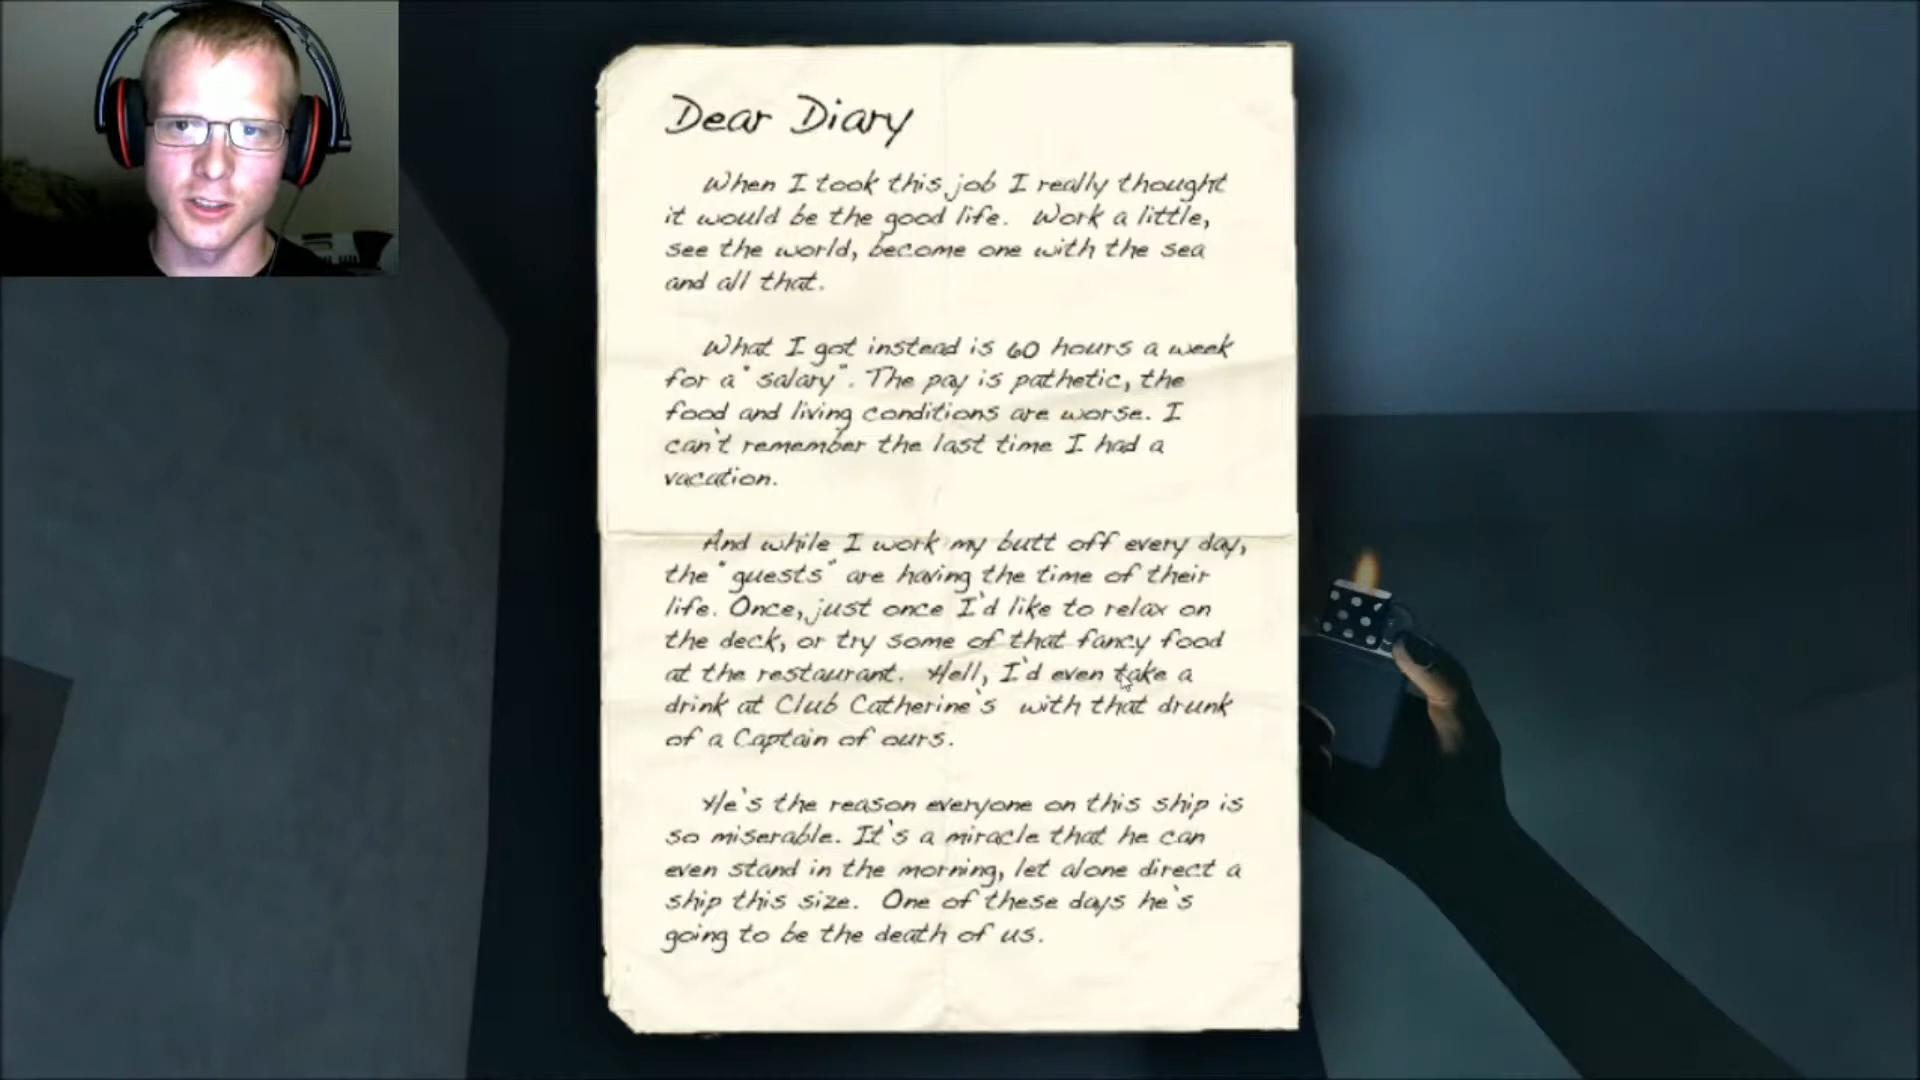 Dear Diary
When I took this job I really thought
it would be the good life. Work a little,
see the world, become one with the sea
and all that.
What I got instead is 60 hours a week
for a "salary". The pay is pathetic, the
food and living conditions are worse. I
can't remember the last time I had a
vacation.
And while I work my butt off every day,
the "guests" are having the time of their
life. Once, just once I'd like to relax on
the deck, or try some of that fancy food
at the restaurant. Hell, I'd even take a
drink at Club Catherine's with that drunk
of a Captain of ours.
He's the reason everyone on this ship is
so miserable. It's a miracle that he can
even stand in the morning, let alone direct a
ship this size. One of these days he's
going to be the death of us.